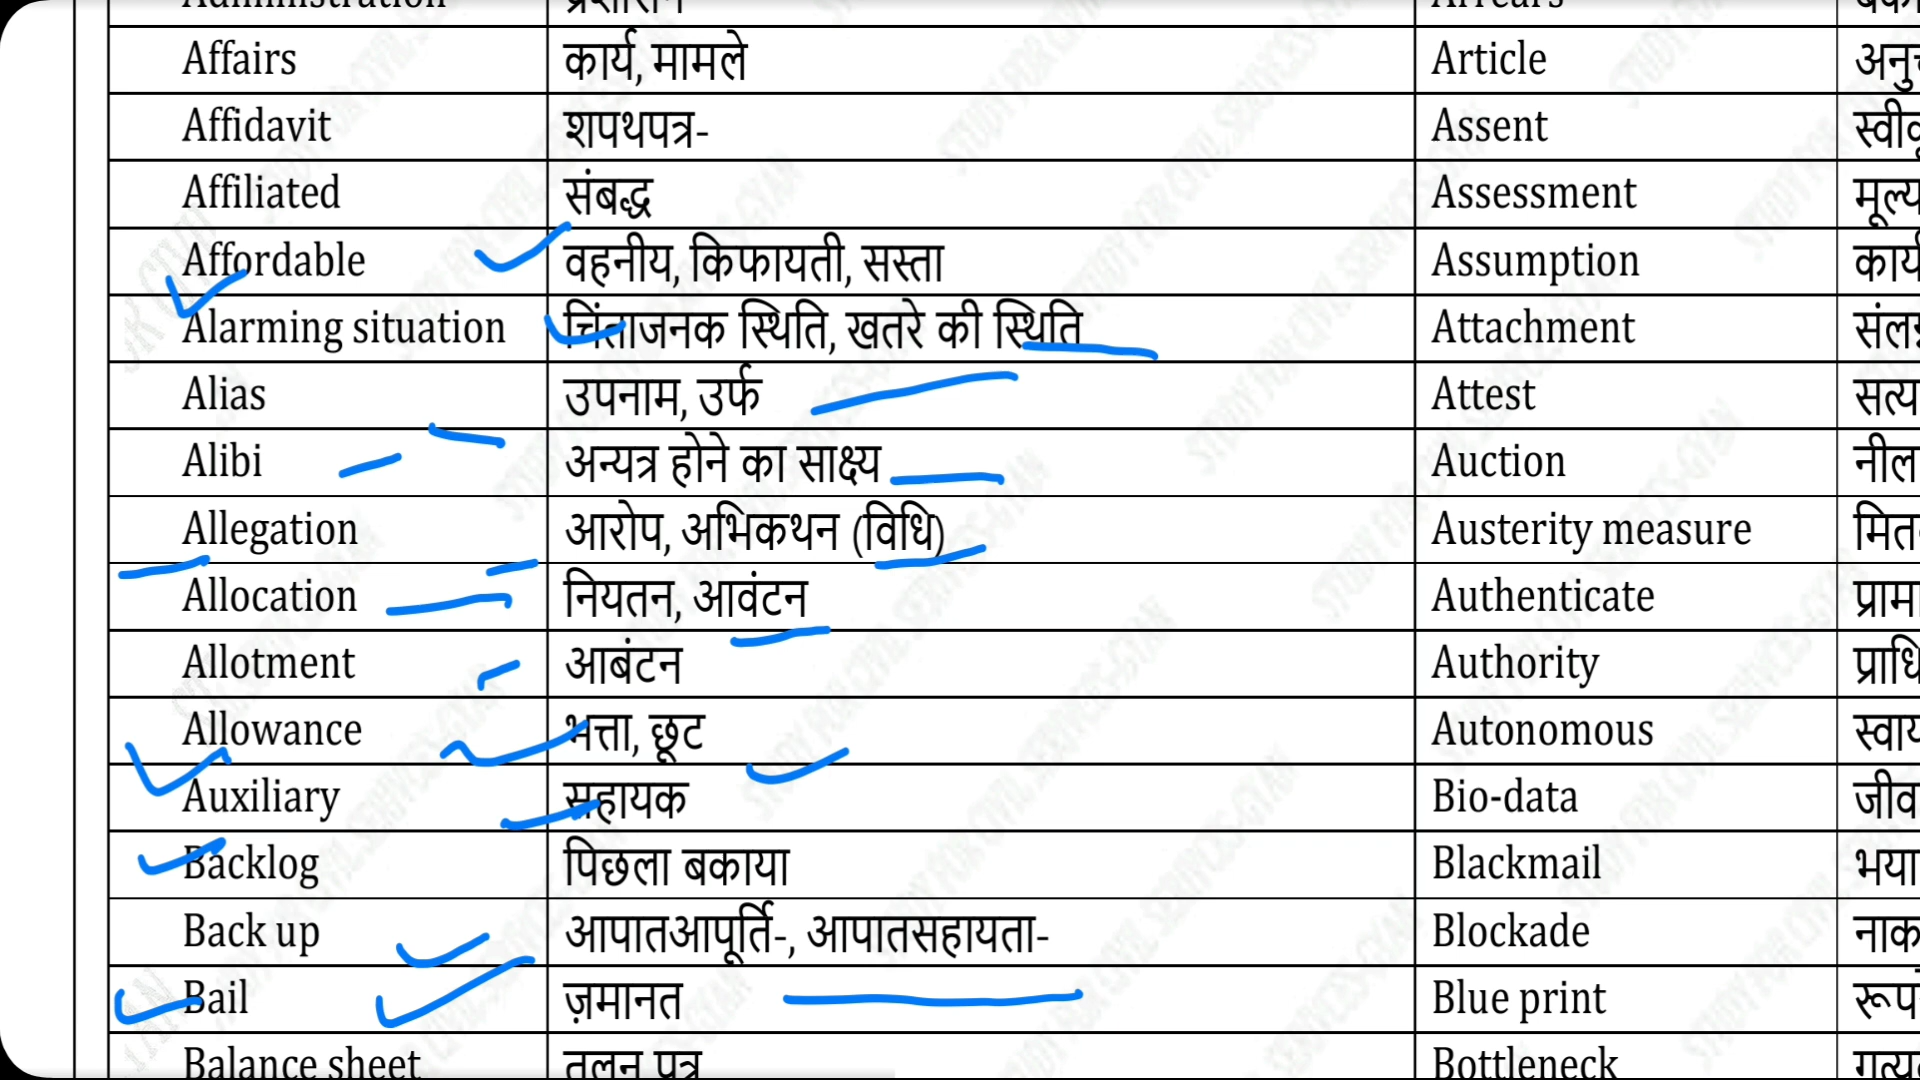 Affairs कार्य, मामले Article
Affidavit शपथपत्र- Assent
Affiliated संबद्ध Assessment
Affordable वहनीय, किफायती, सस्ता Assumption
Alarming situation चिंताजनक स्थिति, खतरे की स्थिति Attachment
Alias उपनाम, उर्फ Attest
Alibi अन्यत्र होने का साक्ष्य Auction
Allegation आरोप, अभिकथन (विधि) Austerity measure
Allocation नियतन, आवंटन Authenticate
Allotment आबंटन Authority
Allowance भत्ता, छूट Autonomous
Auxiliary सहायक Bio-data
Backlog पिछला बकाया Blackmail
Back up आपातआपूर्ति-, आपातसहायता- Blockade
Bail ज़मानत Blue print
Balance sheet तुलन पत्र Bottleneck